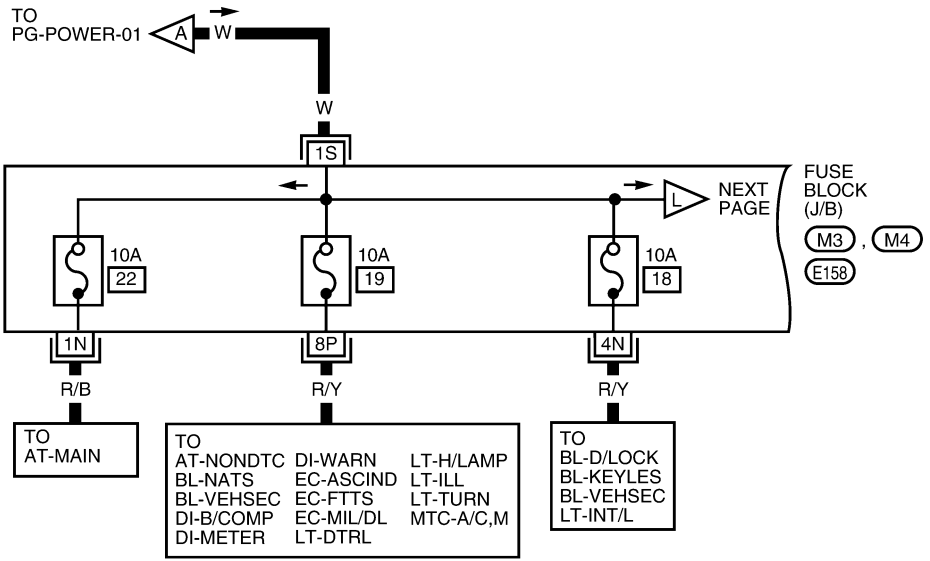 TO
PG-POWER-01
A
W
W
1S
FUSE
BLOCK
(J/B)
M3 , M4
E158
L
NEXT
PAGE
10A
22
10A
19
10A
18
1N
8P
4N
R/B
R/Y
R/Y
TO
AT-MAIN
TO
AT-NONDTC DI-WARN LT-H/LAMP
BL-NATS EC-ASCIND LT-ILL
BL-VEHSEC EC-FTTS LT-TURN
DI-B/COMP EC-MIL/DL MTC-A/C,M
DI-METER LT-DTRL
TO
BL-D/LOCK
BL-KEYLES
BL-VEHSEC
LT-INT/L